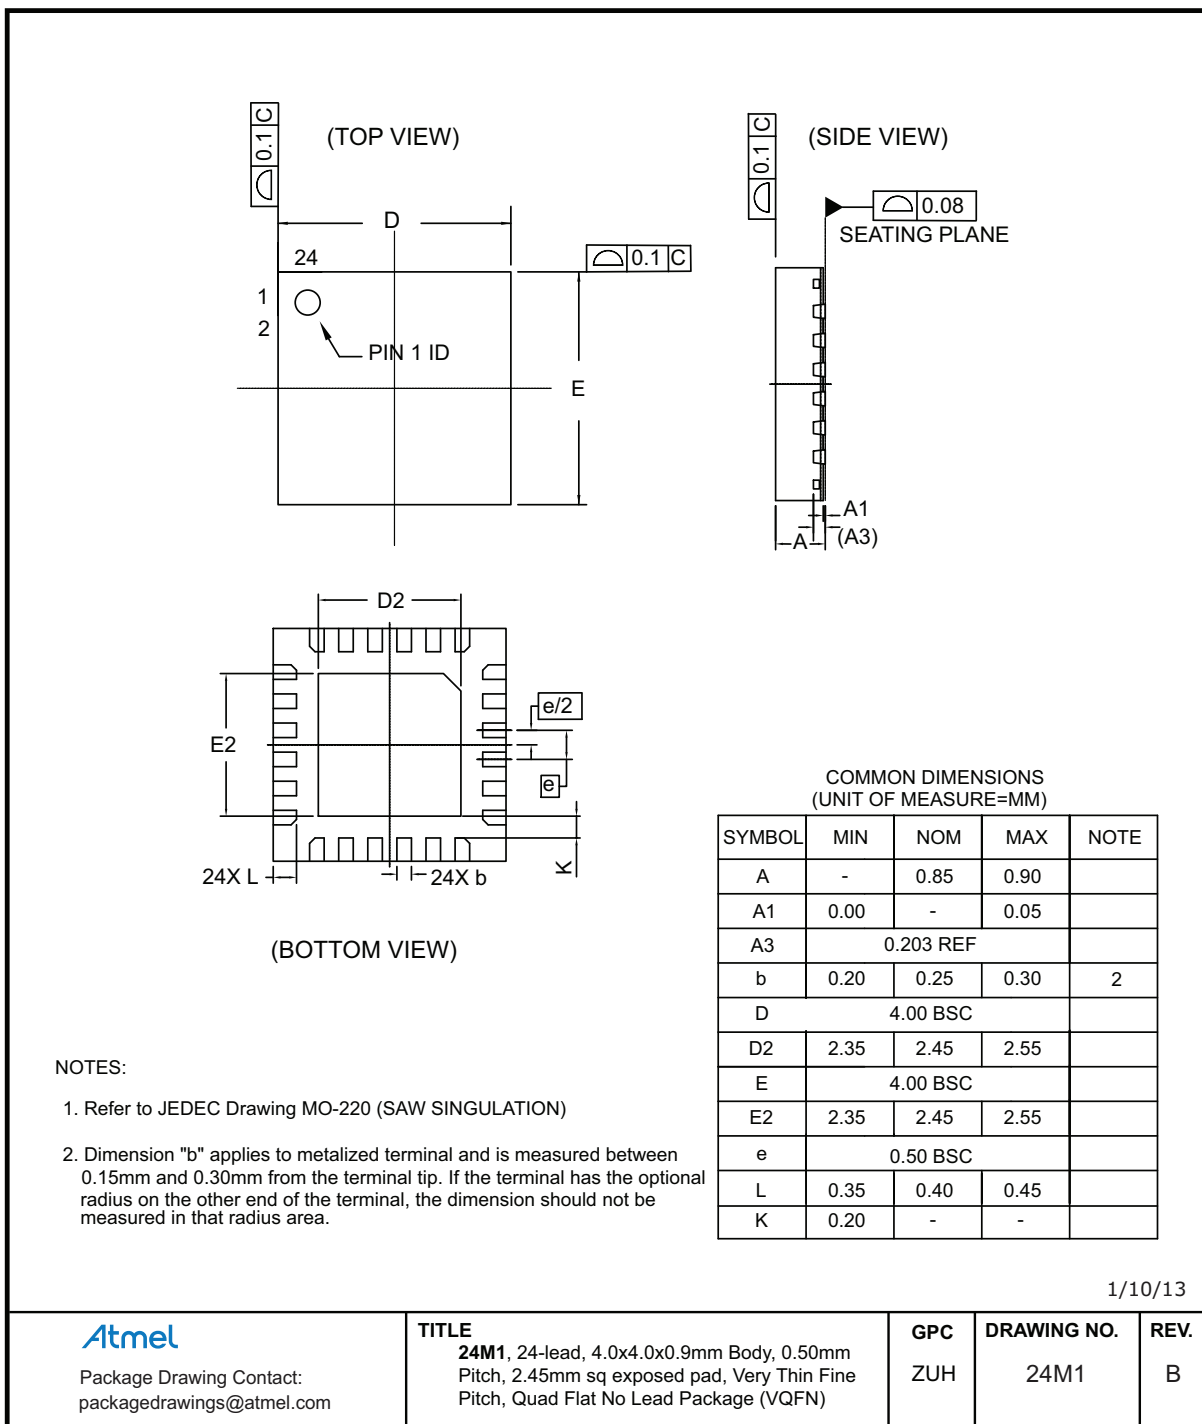 (TOP VIEW)
0.1 C
D
24
1
2
PIN 1 ID
0.1 C
E
(SIDE VIEW)
0.1 C
0.08
SEATING PLANE
A1
(A3)
A
D2
E2
e/2
e
K
24X L
24X b
(BOTTOM VIEW)
COMMON DIMENSIONS
(UNIT OF MEASURE=MM)
SYMBOL MIN NOM MAX NOTE
A - 0.85 0.90
A1 0.00 - 0.05
A3 0.203 REF
b 0.20 0.25 0.30 2
D 4.00 BSC
D2 2.35 2.45 2.55
E 4.00 BSC
E2 2.35 2.45 2.55
e 0.50 BSC
L 0.35 0.40 0.45
K 0.20 - -
NOTES:
1. Refer to JEDEC Drawing MO-220 (SAW SINGULATION)
2. Dimension "b" applies to metalized terminal and is measured between
0.15mm and 0.30mm from the terminal tip. If the terminal has the optional
radius on the other end of the terminal, the dimension should not be
measured in that radius area.
1/10/13
Atmel
Package Drawing Contact:
packagedrawings@atmel.com
TITLE
24M1, 24-lead, 4.0x4.0x0.9mm Body, 0.50mm
Pitch, 2.45mm sq exposed pad, Very Thin Fine
Pitch, Quad Flat No Lead Package (VQFN)
GPC
ZUH
DRAWING NO.
24M1
REV.
B